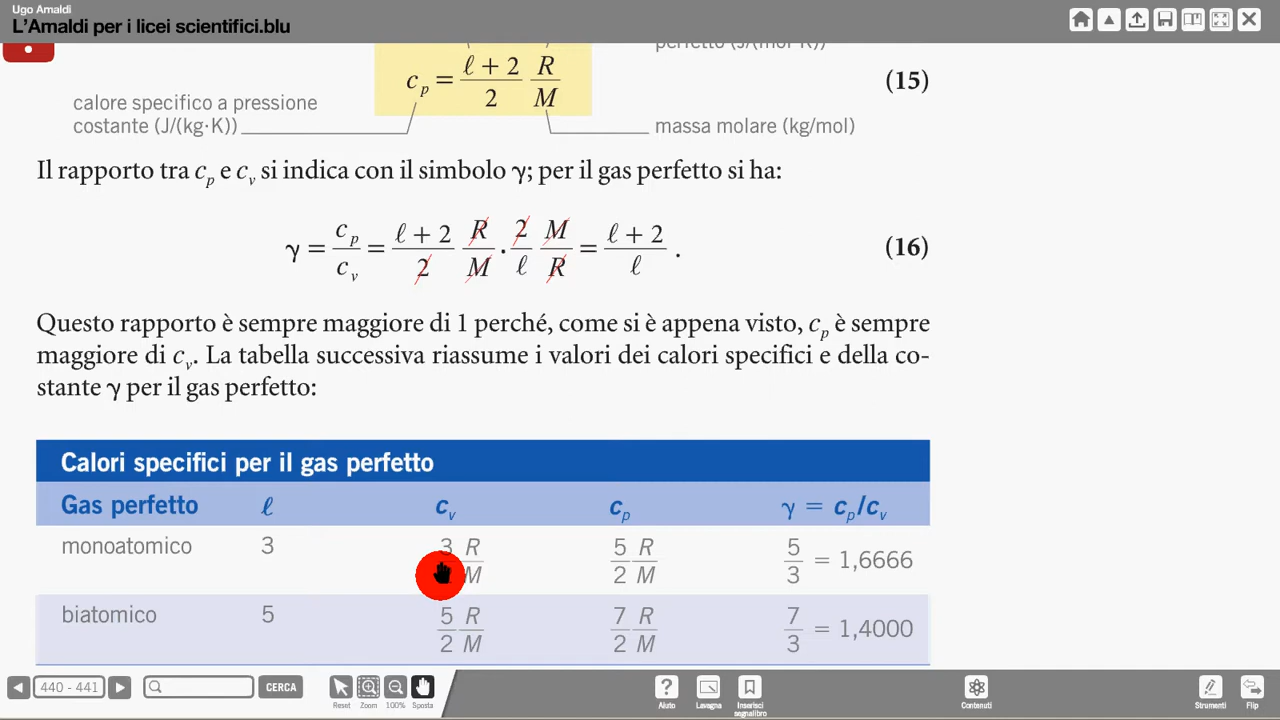 Ugo Amaldi
L'Amaldi per i licei scientifici.blu
perfetto (J/(mol·K))
c_p = (ℓ + 2)/2 R/M (15)
calore specifico a pressione
costante (J/(kg·K))
massa molare (kg/mol)
Il rapporto tra c_p e c_v si indica con il simbolo γ; per il gas perfetto si ha:
γ = c_p/c_v = (ℓ + 2)/2 R/M · 2/ℓ M/R = (ℓ + 2)/ℓ . (16)
Questo rapporto è sempre maggiore di 1 perché, come si è appena visto, c_p è sempre
maggiore di c_v. La tabella successiva riassume i valori dei calori specifici e della co-
stante γ per il gas perfetto:
Calori specifici per il gas perfetto
Gas perfetto ℓ c_v c_p γ = c_p/c_v
monoatomico 3 3/ R/M 5/2 R/M 5/3 = 1,6666
biatomico 5 5/2 R/M 7/2 R/M 7/3 = 1,4000
440 - 441
CERCA
Reset
Zoom
100%
Sposta
Aiuto
Lavagna
Inserisci
segnalibro
Contenuti
Strumenti
Flip